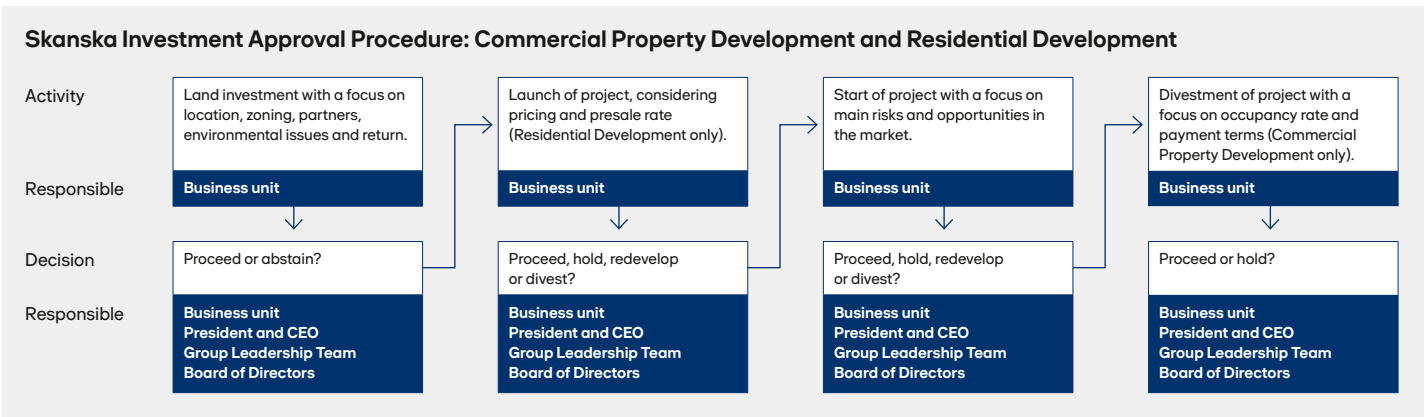 Skanska Investment Approval Procedure: Commercial Property Development and Residential Development
Activity
Land investment with a focus on
location, zoning, partners,
environmental issues and return.
Launch of project, considering
pricing and presale rate
(Residential Development only).
Start of project with a focus on
main risks and opportunities in
the market.
Divestment of project with a
focus on occupancy rate and
payment terms (Commercial
Property Development only).
Responsible
Business unit
Business unit
Business unit
Business unit
Decision
Proceed or abstain?
Proceed, hold, redevelop
or divest?
Proceed, hold, redevelop
or divest?
Proceed or hold?
Responsible
Business unit
President and CEO
Group Leadership Team
Board of Directors
Business unit
President and CEO
Group Leadership Team
Board of Directors
Business unit
President and CEO
Group Leadership Team
Board of Directors
Business unit
President and CEO
Group Leadership Team
Board of Directors